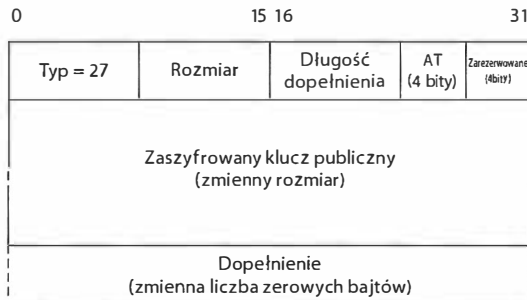 0 15 16 31
Typ = 27 Rozmiar Długość dopełnienia AT (4 bity) Zarezerwowane (4bity)
Zaszyfrowany klucz publiczny
(zmienny rozmiar)
Dopełnienie
(zmienna liczba zerowych bajtów)